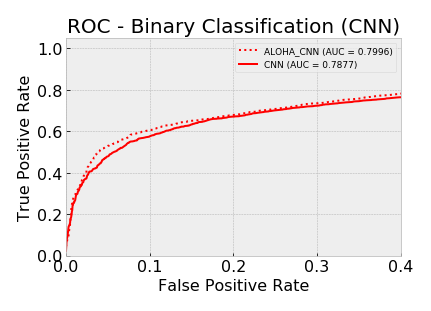 ROC - Binary Classification (CNN)
ALOHA_CNN (AUC = 0.7996)
CNN (AUC = 0.7877)
True Positive Rate
1.0
0.8
0.6
0.4
0.2
0.0
0.0 0.1 0.2 0.3 0.4
False Positive Rate